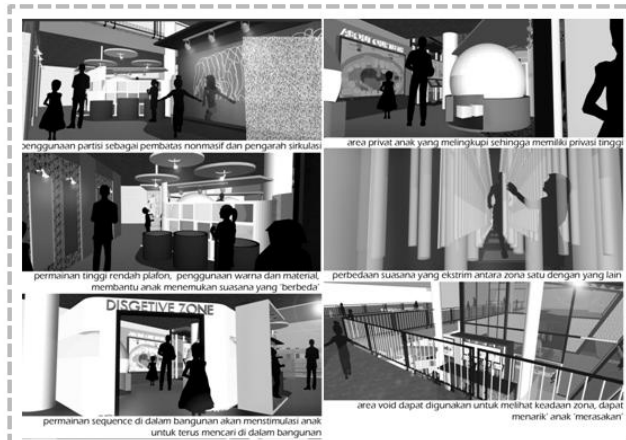 penggunaan partisi sebagai pembatas nonmasif dan pengarah sirkulasi
area privat anak yang melingkupi sehingga memiliki privasi tinggi
permainan tinggi rendah plafon, penggunaan warna dan material,
membantu anak menemukan suasana yang 'berbeda'
perbedaan suasana yang ekstrim antara zona satu dengan yang lain
DISGETIVE ZONE
permainan sequence di dalam bangunan akan menstimulasi anak
untuk terus mencari di dalam bangunan
area void dapat digunakan untuk melihat keadaan zona, dapat
menarik' anak 'merasakan'